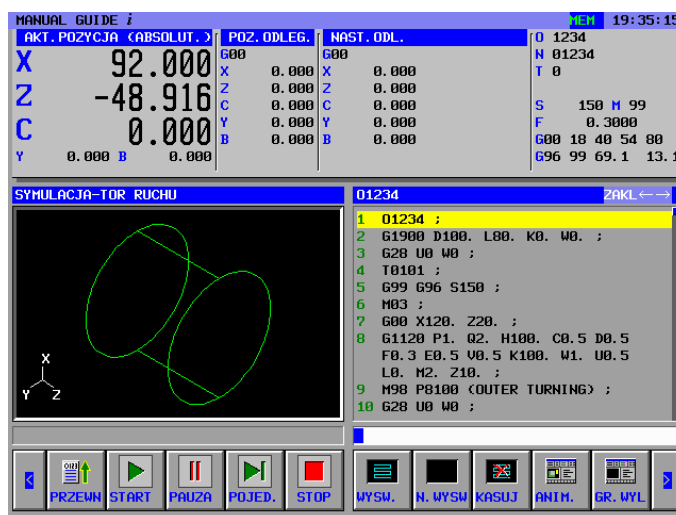 MANUAL GUIDE i MEM 19:35:15
AKT.POZYCJA (ABSOLUT.) POZ.ODLEG. NAST.ODL. O 1234
G00 G00 N 01234
X 92.000 X 0.000 X 0.000 T 0
Z -48.916 Z 0.000 Z 0.000
C 0.000 C 0.000 S 150 M 99
C 0.000 Y 0.000 Y 0.000 F 0.3000
B 0.000 B 0.000 G00 18 40 54 80
Y 0.000 B 0.000 G96 99 69.1 13.1
SYMULACJA-TOR RUCHU
X
Y Z
O1234 ZAKL←→
1 O1234 ;
2 G1900 D100. L80. K0. W0. ;
3 G28 U0 W0 ;
4 T0101 ;
5 G99 G96 S150 ;
6 M03 ;
7 G00 X120. Z20. ;
8 G1120 P1. Q2. H100. C0.5 D0.5
F0.3 E0.5 V0.5 K100. W1. U0.5
L0. M2. Z10. ;
9 M98 P8100 (OUTER TURNING) ;
10 G28 U0 W0 ;
< PRZEWN START PAUZA POJED. STOP WYSW. N.WYSW KASUJ ANIM. GR.WYL >